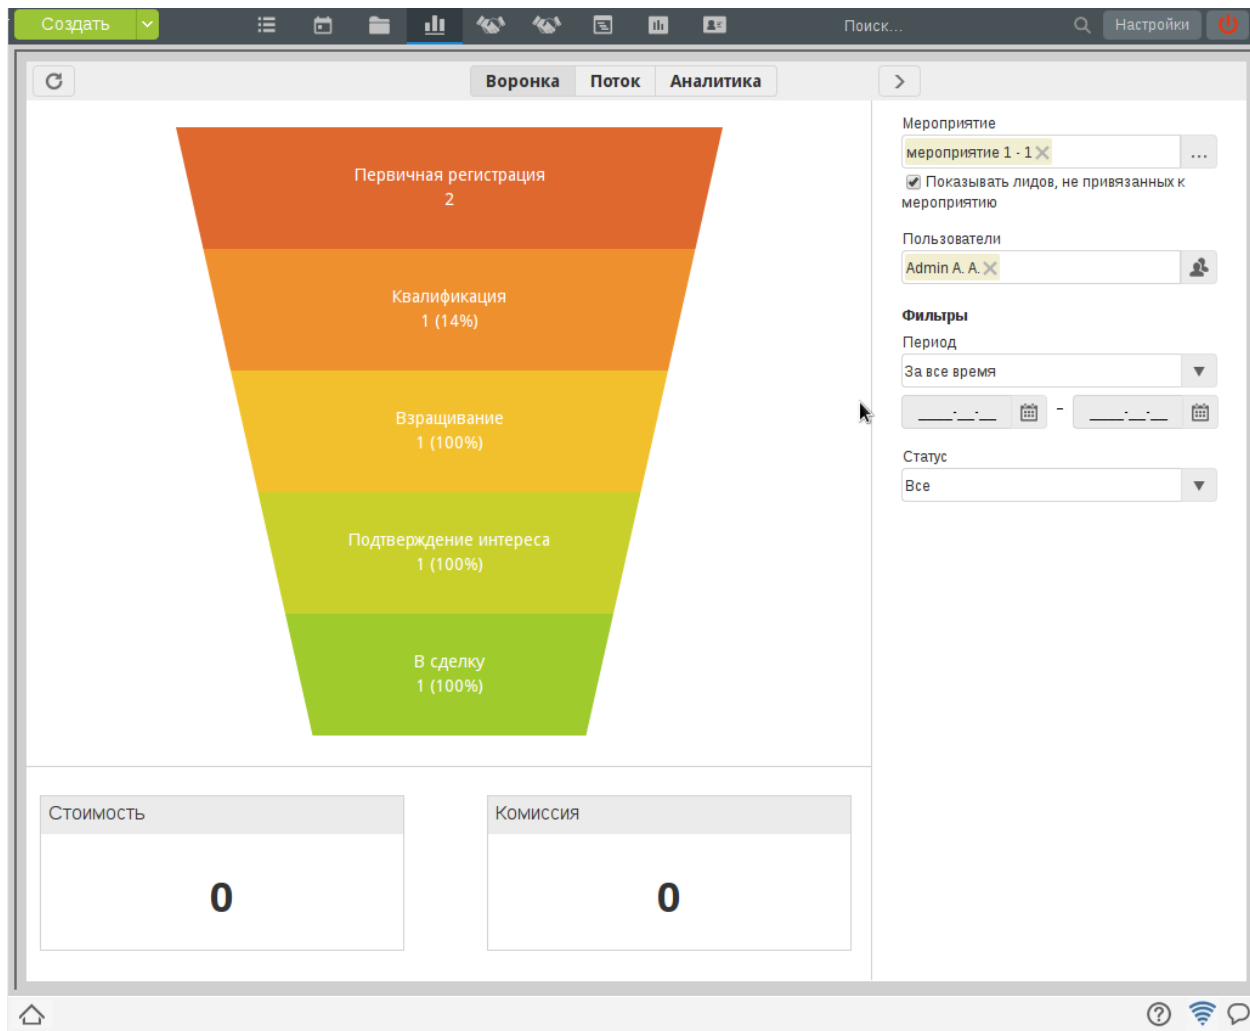 Создать
Поиск...
Настройки
Воронка
Поток
Аналитика
Первичная регистрация
2
Квалификация
1 (14%)
Взращивание
1 (100%)
Подтверждение интереса
1 (100%)
В сделку
1 (100%)
Стоимость
0
Комиссия
0
Мероприятие
мероприятие 1 - 1
...
Показывать лидов, не привязанных к
мероприятию
Пользователи
Admin A. A.
Фильтры
Период
За все время
____-__-__ - ____-__-__
Статус
Все